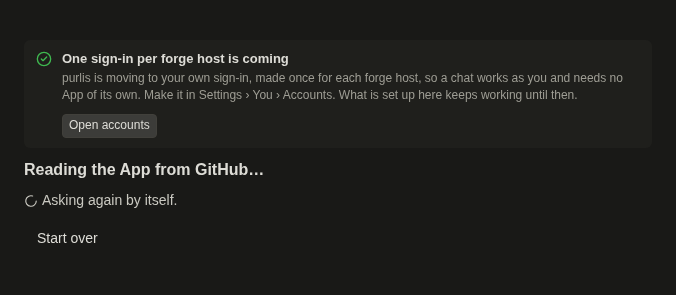 One sign-in per forge host is coming
purlis is moving to your own sign-in, made once for each forge host, so a chat works as you and needs no
App of its own. Make it in Settings › You › Accounts. What is set up here keeps working until then.
Open accounts
Reading the App from GitHub…
Asking again by itself.
Start over